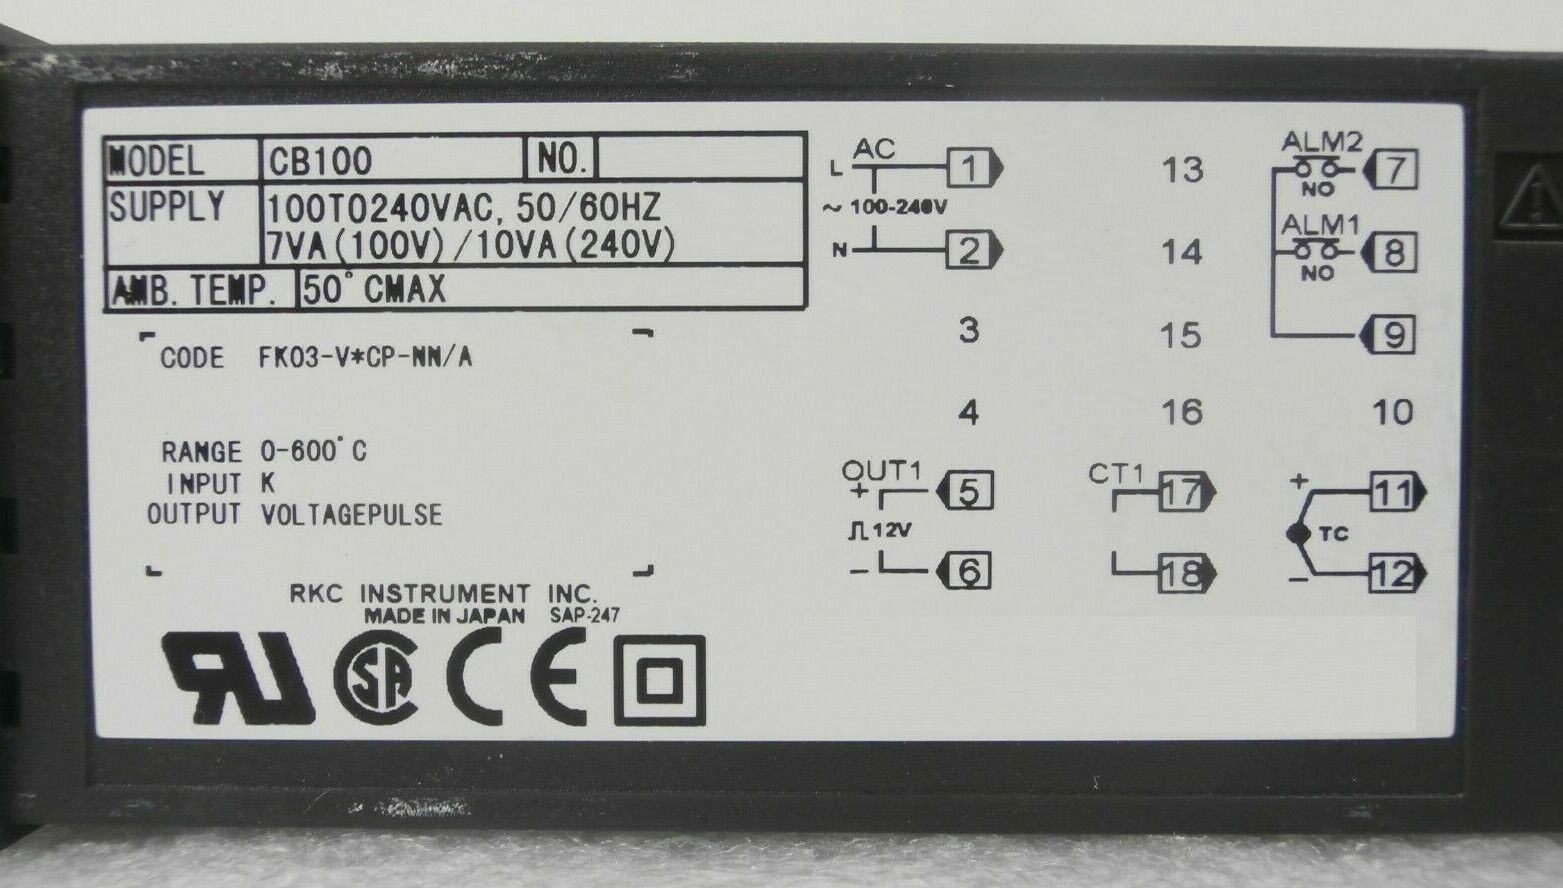 MODEL CB100 NO.
SUPPLY 100TO240VAC, 50/60HZ
7VA(100V)/10VA(240V)
AMB. TEMP. 50°CMAX
CODE FK03-V*CP-NN/A
RANGE 0-600°C
INPUT K
OUTPUT VOLTAGEPULSE
RKC INSTRUMENT INC.
MADE IN JAPAN SAP-247
RU SA CE
AC
L 1
~ 100-240V
N 2
3
4
OUT1
+ 5
12V
- 6
13
14
15
16
CT1 17
18
ALM2
7
NO
ALM1
8
NO
9
10
+ 11
TC
- 12